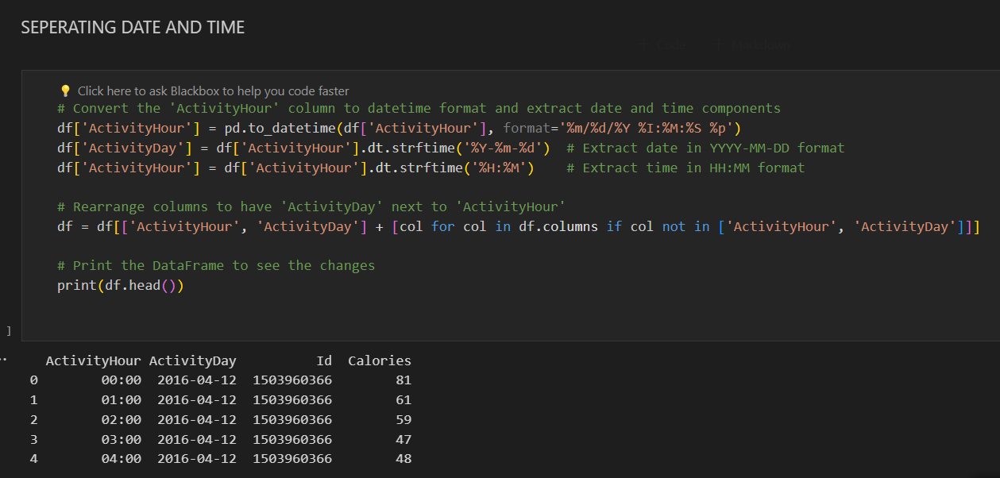 SEPERATING DATE AND TIME
+ Code + Markdown
Click here to ask Blackbox to help you code faster
# Convert the 'ActivityHour' column to datetime format and extract date and time components
df['ActivityHour'] = pd.to_datetime(df['ActivityHour'], format='%m/%d/%Y %I:%M:%S %p')
df['ActivityDay'] = df['ActivityHour'].dt.strftime('%Y-%m-%d')  # Extract date in YYYY-MM-DD format
df['ActivityHour'] = df['ActivityHour'].dt.strftime('%H:%M')    # Extract time in HH:MM format
# Rearrange columns to have 'ActivityDay' next to 'ActivityHour'
df = df[['ActivityHour', 'ActivityDay'] + [col for col in df.columns if col not in ['ActivityHour', 'ActivityDay']]]
# Print the DataFrame to see the changes
print(df.head())
]
..
ActivityHour ActivityDay Id Calories
0 00:00 2016-04-12 1503960366 81
1 01:00 2016-04-12 1503960366 61
2 02:00 2016-04-12 1503960366 59
3 03:00 2016-04-12 1503960366 47
4 04:00 2016-04-12 1503960366 48